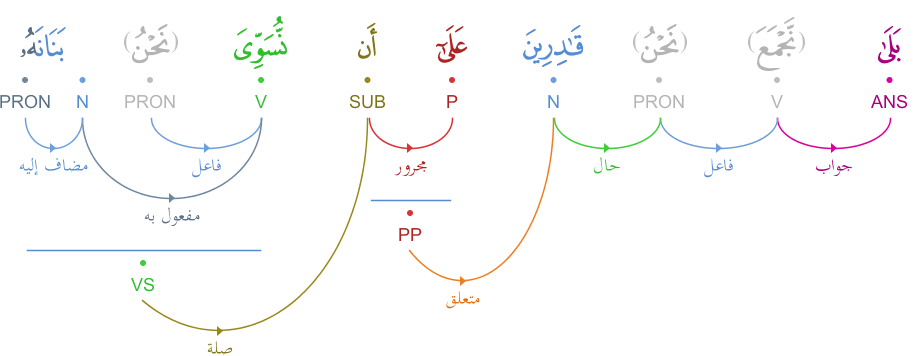 بَلَىٰ (نَّجْمَعَ) (نَحْنُ) قَـٰدِرِينَ عَلَىٰٓ أَن نُّسَوِّىَ (نَحْنُ) بَنَانَهُۥ
ANS V PRON N P SUB V PRON N PRON
جواب فاعل حال مجرور فاعل مضاف إليه
مفعول به
PP
VS
متعلق
صلة